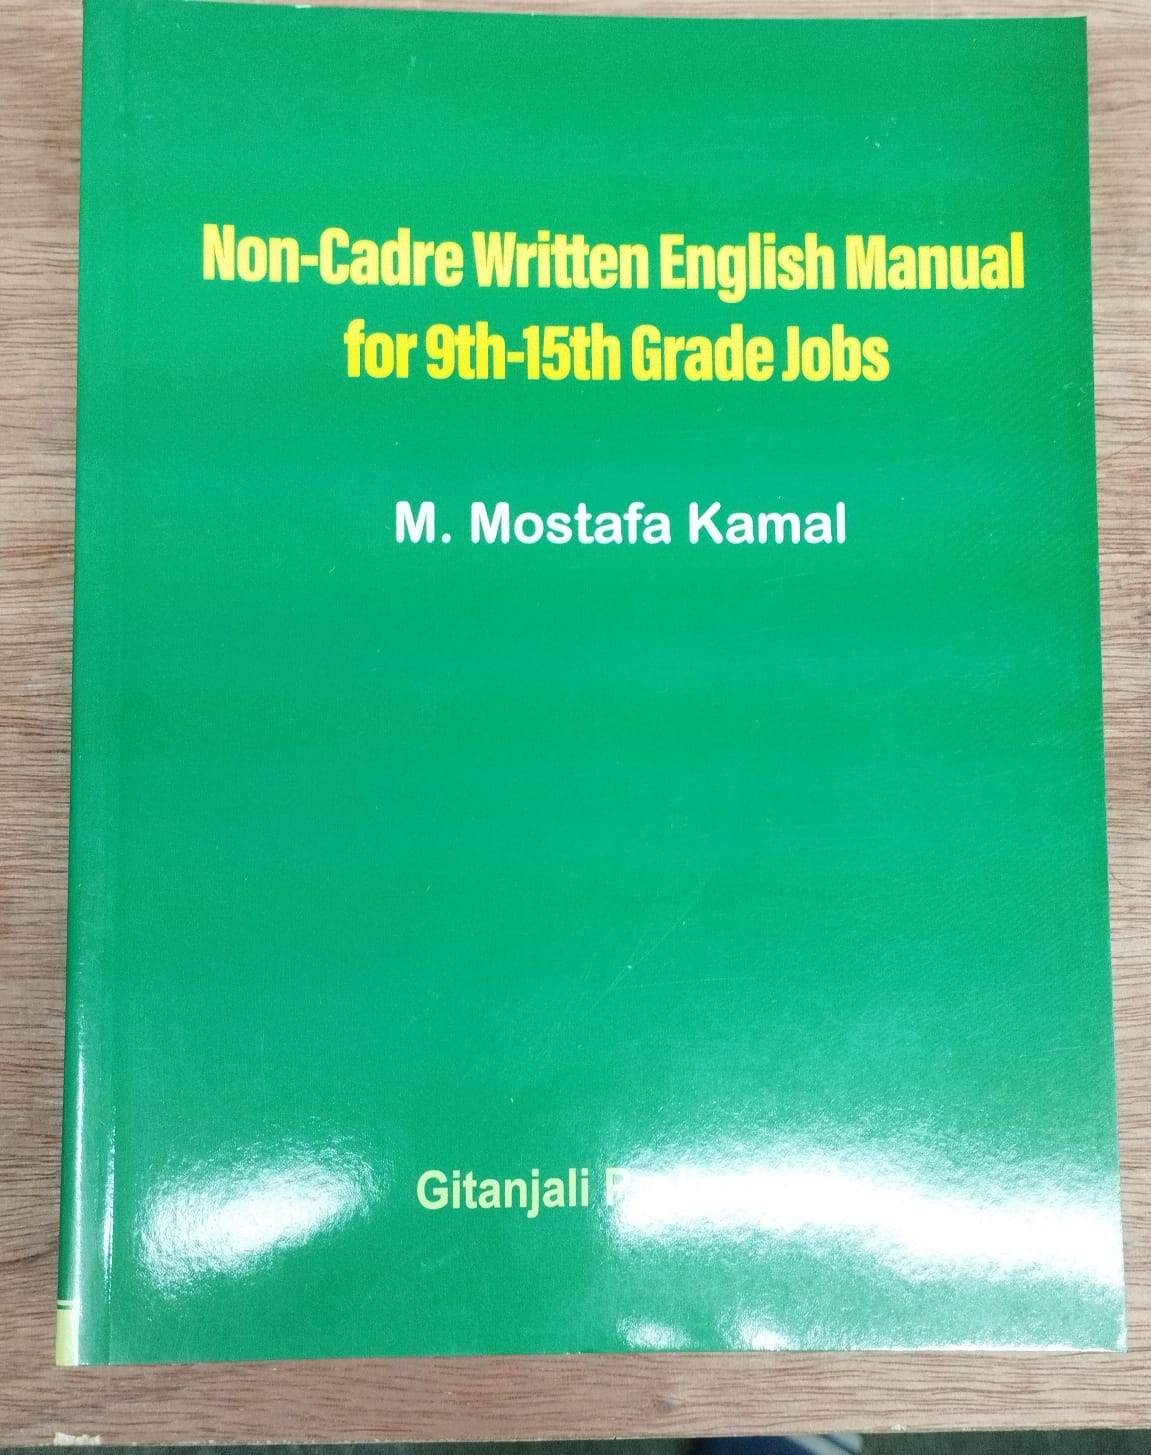 Non-Cadre Written English Manual
for 9th-15th Grade Jobs
M. Mostafa Kamal
Gitanjali